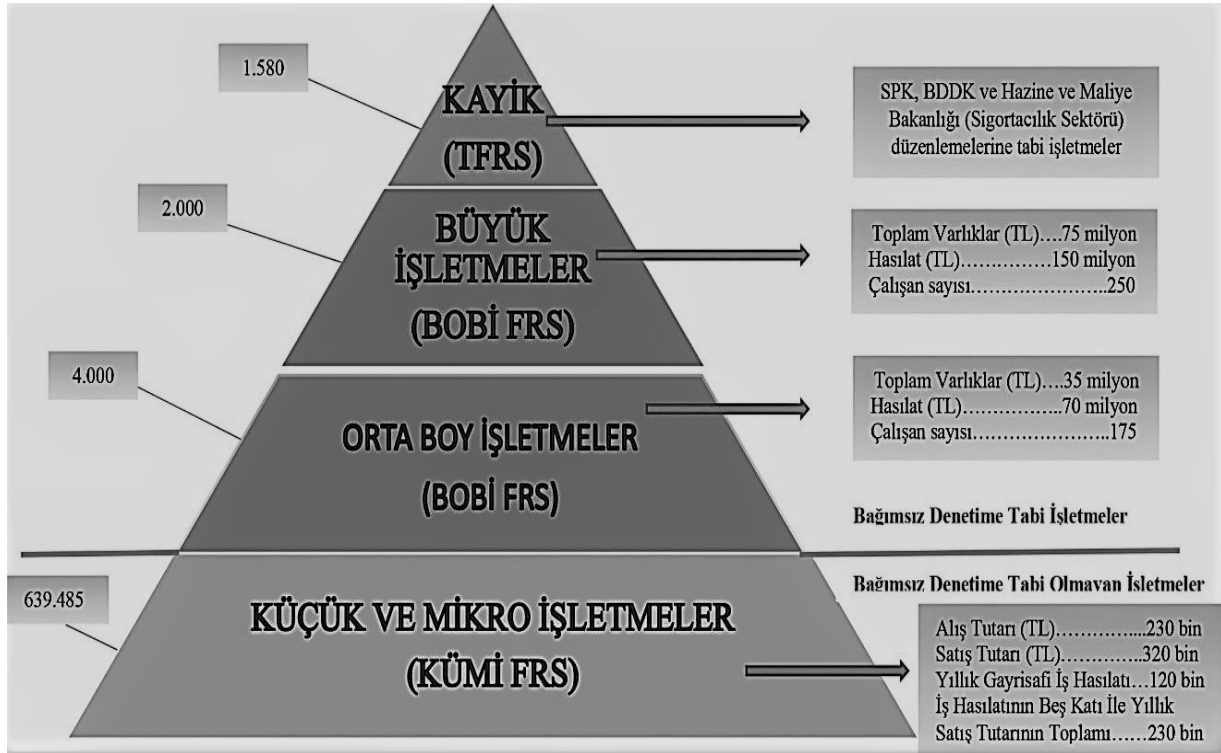 1.580
KAYİK
(TFRS)
SPK, BDDK ve Hazine ve Maliye
Bakanlığı (Sigortacılık Sektörü)
düzenlemelerine tabi işletmeler
2.000
BÜYÜK
İŞLETMELER
(BOBİ FRS)
Toplam Varlıklar (TL)….75 milyon
Hasılat (TL)……………150 milyon
Çalışan sayısı…………………..250
4.000
ORTA BOY İŞLETMELER
(BOBİ FRS)
Toplam Varlıklar (TL)….35 milyon
Hasılat (TL)……………..70 milyon
Çalışan sayısı…………………..175
Bağımsız Denetime Tabi İşletmeler
Bağımsız Denetime Tabi Olmayan İşletmeler
639.485
KÜÇÜK VE MİKRO İŞLETMELER
(KÜMİ FRS)
Alış Tutarı (TL)…………....230 bin
Satış Tutarı (TL)…………..320 bin
Yıllık Gayrisafi İş Hasılatı…120 bin
İş Hasılatının Beş Katı İle Yıllık
Satış Tutarının Toplamı……230 bin